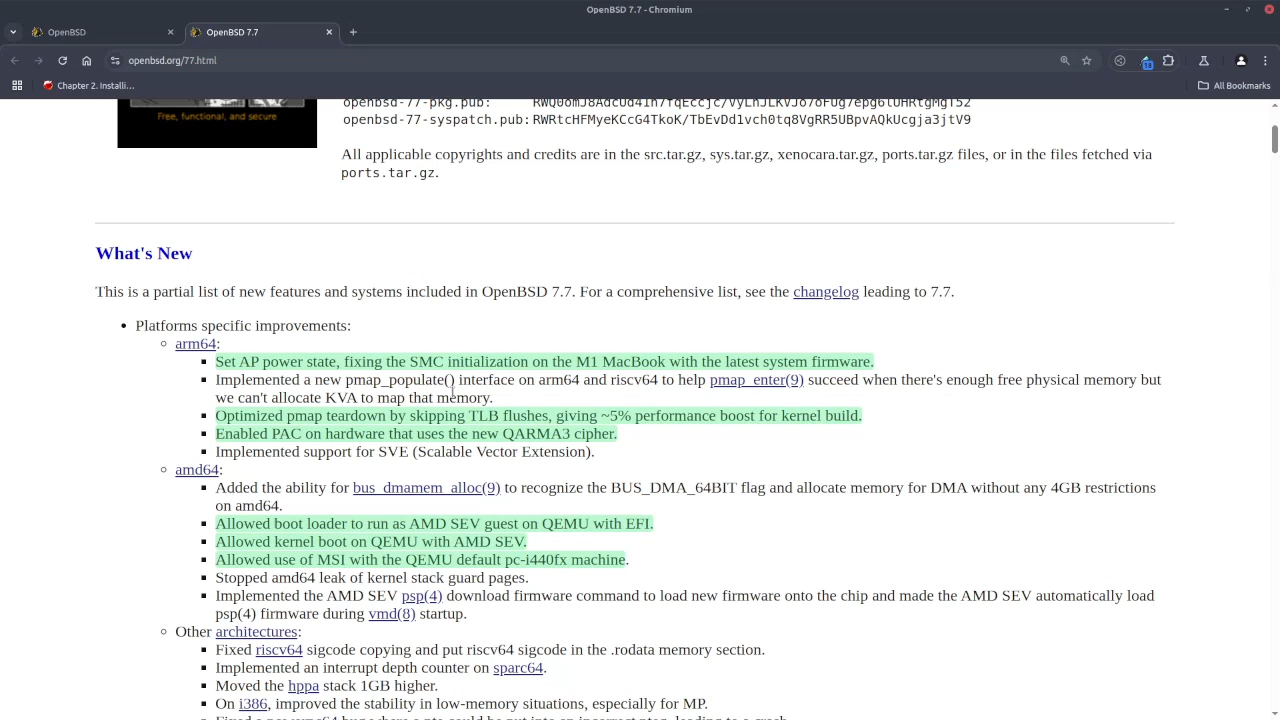 OpenBSD 7.7 - Chromium
OpenBSD
OpenBSD 7.7
openbsd.org/77.html
18
Chapter 2. Installi...
All Bookmarks
Free, functional, and secure
openbsd-77-pkg.pub:
openbsd-77-syspatch.pub: RWRtcHFMyeKCcG4TkoK/TbEvDd1vch0tq8VgRR5UBpvAQkUcgja3jtV9
All applicable copyrights and credits are in the src.tar.gz, sys.tar.gz, xenocara.tar.gz, ports.tar.gz files, or in the files fetched via
ports.tar.gz.
What's New
This is a partial list of new features and systems included in OpenBSD 7.7. For a comprehensive list, see the changelog leading to 7.7.
Platforms specific improvements:
arm64:
Set AP power state, fixing the SMC initialization on the M1 MacBook with the latest system firmware.
Implemented a new pmap_populate() interface on arm64 and riscv64 to help pmap_enter(9) succeed when there's enough free physical memory but
we can't allocate KVA to map that memory.
Optimized pmap teardown by skipping TLB flushes, giving ~5% performance boost for kernel build.
Enabled PAC on hardware that uses the new QARMA3 cipher.
Implemented support for SVE (Scalable Vector Extension).
amd64:
Added the ability for bus_dmamem_alloc(9) to recognize the BUS_DMA_64BIT flag and allocate memory for DMA without any 4GB restrictions
on amd64.
Allowed boot loader to run as AMD SEV guest on QEMU with EFI.
Allowed kernel boot on QEMU with AMD SEV.
Allowed use of MSI with the QEMU default pc-i440fx machine.
Stopped amd64 leak of kernel stack guard pages.
Implemented the AMD SEV psp(4) download firmware command to load new firmware onto the chip and made the AMD SEV automatically load
psp(4) firmware during vmd(8) startup.
Other architectures:
Fixed riscv64 sigcode copying and put riscv64 sigcode in the .rodata memory section.
Implemented an interrupt depth counter on sparc64.
Moved the hppa stack 1GB higher.
On i386, improved the stability in low-memory situations, especially for MP.